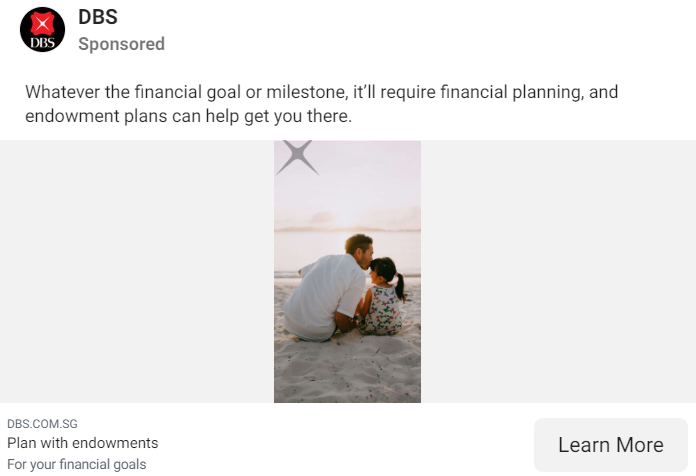 DBS
DBS
Sponsored
Whatever the financial goal or milestone, it’ll require financial planning, and
endowment plans can help get you there.
DBS.COM.SG
Plan with endowments
For your financial goals
Learn More